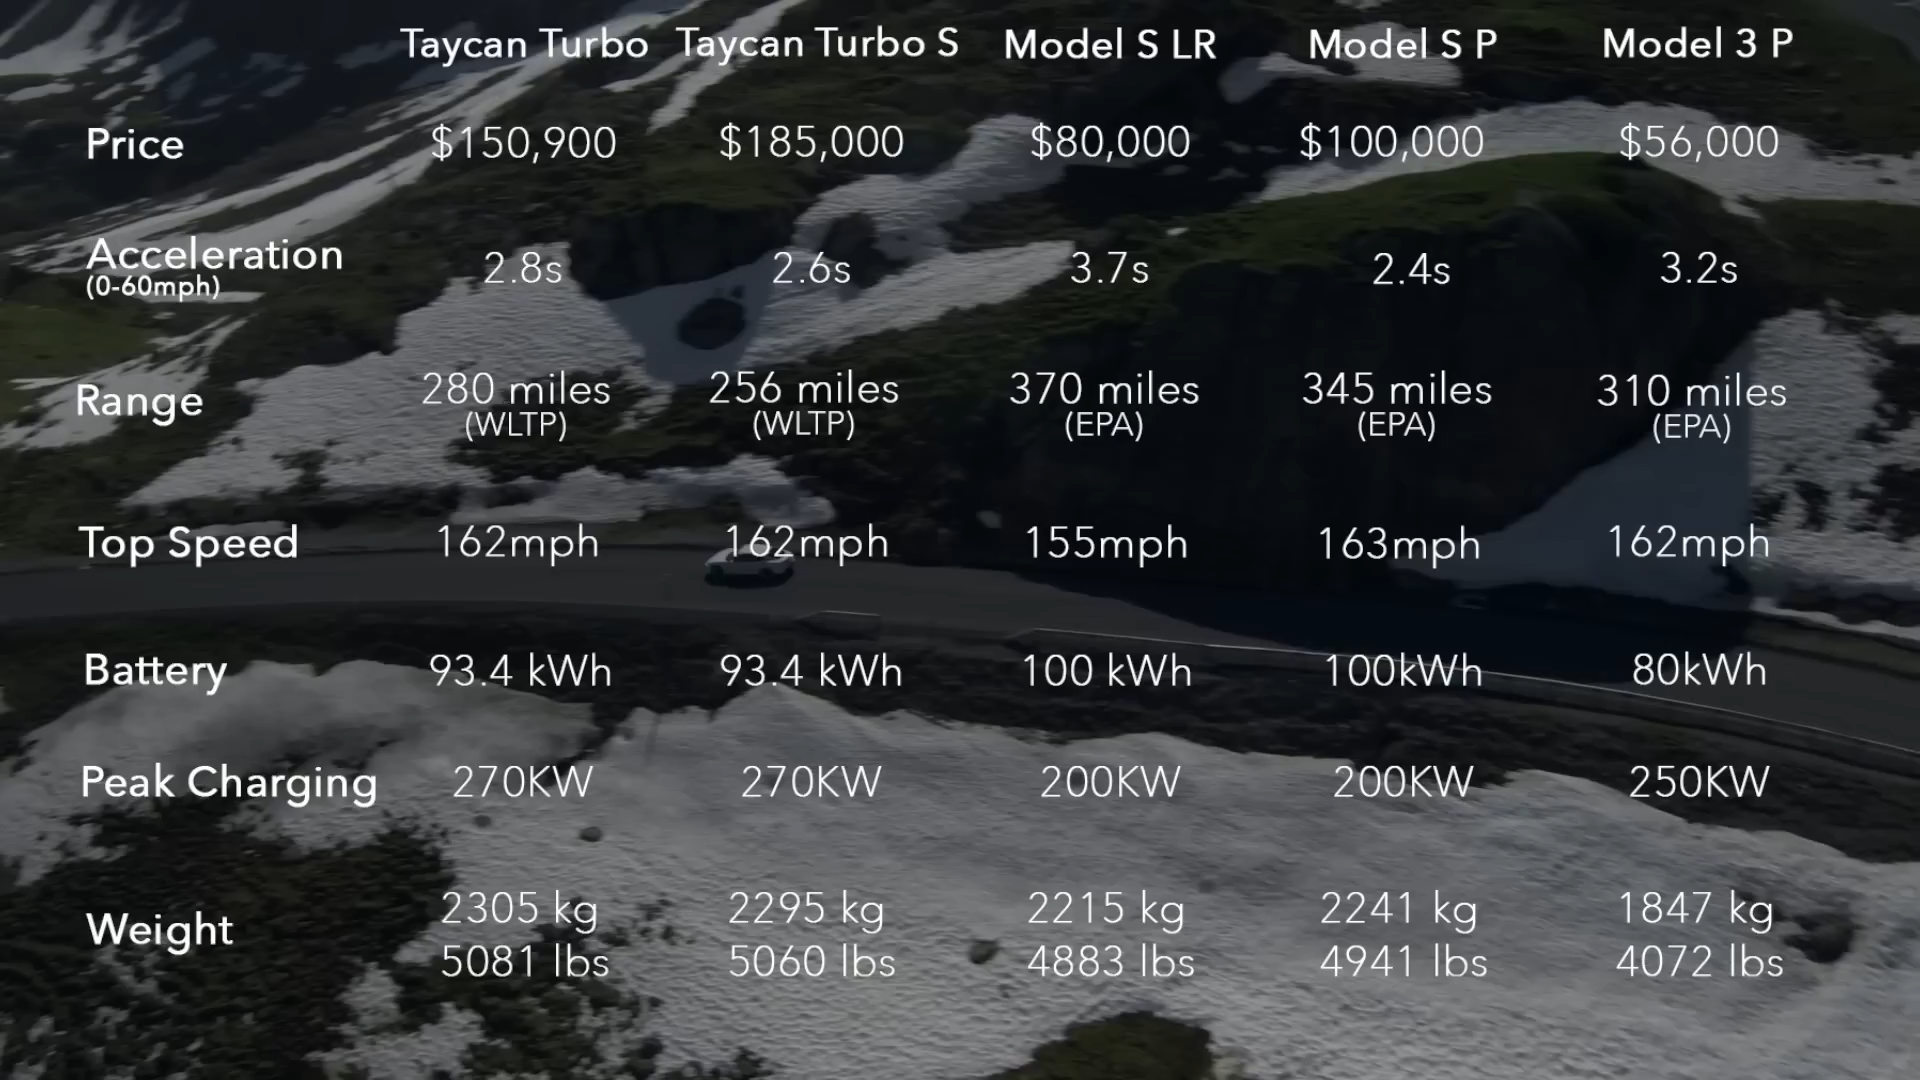 Taycan Turbo Taycan Turbo S Model S LR Model S P Model 3 P
Price $150,900 $185,000 $80,000 $100,000 $56,000
Acceleration 2.8s 2.6s 3.7s 2.4s 3.2s
(0-60mph)
Range 280 miles 256 miles 370 miles 345 miles 310 miles
(WLTP) (WLTP) (EPA) (EPA) (EPA)
Top Speed 162mph 162mph 155mph 163mph 162mph
Battery 93.4 kWh 93.4 kWh 100 kWh 100kWh 80kWh
Peak Charging 270KW 270KW 200KW 200KW 250KW
Weight 2305 kg 2295 kg 2215 kg 2241 kg 1847 kg
5081 lbs 5060 lbs 4883 lbs 4941 lbs 4072 lbs